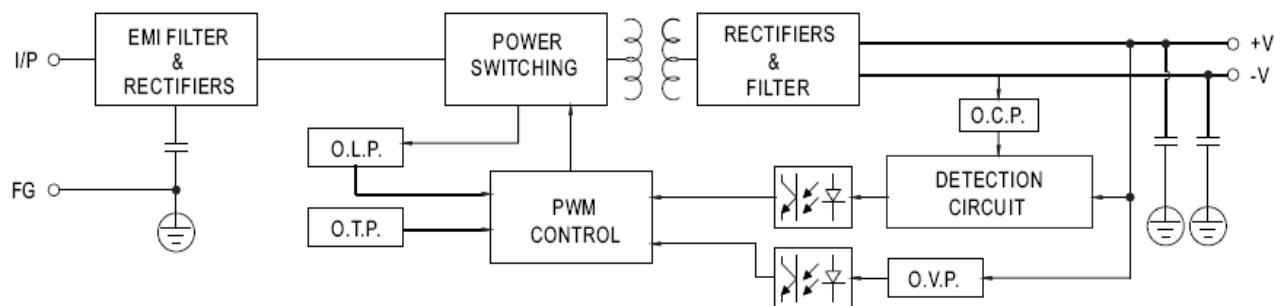 I/P
EMI FILTER
&
RECTIFIERS
POWER
SWITCHING
RECTIFIERS
&
FILTER
+V
-V
O.C.P.
O.L.P.
DETECTION
CIRCUIT
FG
PWM
CONTROL
O.T.P.
O.V.P.